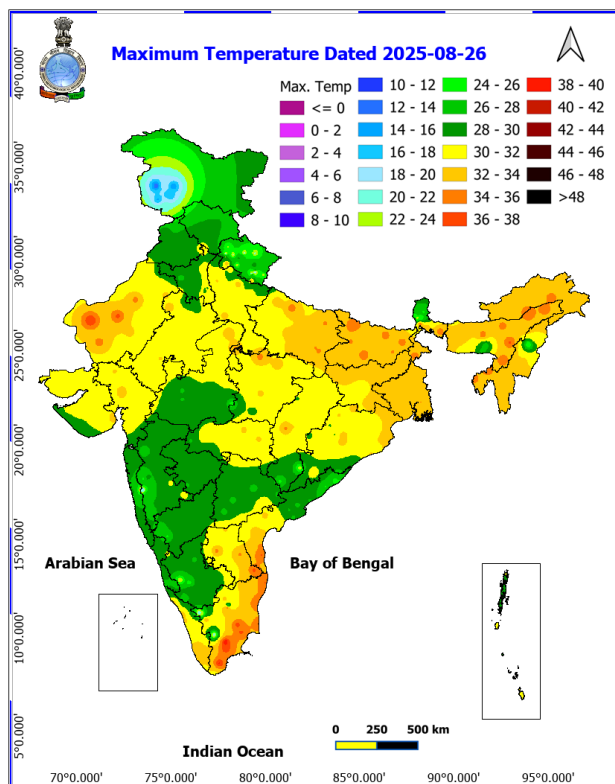 Maximum Temperature Dated 2025-08-26
Max. Temp
<= 0
0 - 2
2 - 4
4 - 6
6 - 8
8 - 10
10 - 12
12 - 14
14 - 16
16 - 18
18 - 20
20 - 22
22 - 24
24 - 26
26 - 28
28 - 30
30 - 32
32 - 34
34 - 36
36 - 38
38 - 40
40 - 42
42 - 44
44 - 46
46 - 48
>48
40°0.000'
35°0.000'
30°0.000'
25°0.000'
20°0.000'
15°0.000'
10°0.000'
5°0.000'
Arabian Sea
Bay of Bengal
0 250 500 km
Indian Ocean
70°0.000' 75°0.000' 80°0.000' 85°0.000' 90°0.000' 95°0.000'